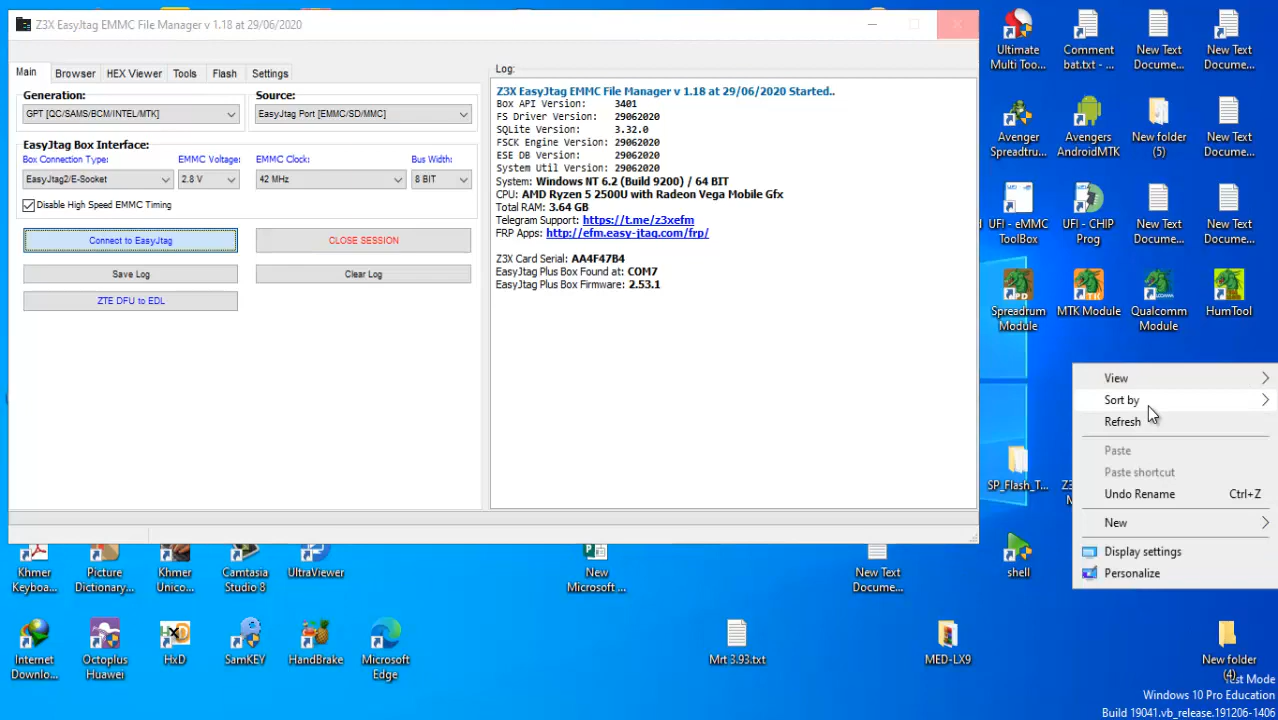 Z3X EasyJtag EMMC File Manager v 1.18 at 29/06/2020
Main
Browser
HEX Viewer
Tools
Flash
Settings
Generation:
Source:
GPT [QC/SAMS/BCM/INTEL/MTK]
EasyJtag Port [EMMC/SD/MMC]
EasyJtag Box Interface:
Box Connection Type:
EMMC Voltage:
EMMC Clock:
Bus Width:
EasyJtag2/E-Socket
2.8 V
42 MHz
8 BIT
Disable High Speed EMMC Timing
Connect to EasyJtag
CLOSE SESSION
Save Log
Clear Log
ZTE DFU to EDL
Log:
Z3X EasyJtag EMMC File Manager v 1.18 at 29/06/2020 Started..
Box API Version: 3401
FS Driver Version: 29062020
SQLite Version: 3.32.0
FSCK Engine Version: 29062020
ESE DB Version: 29062020
System Util Version: 29062020
System: Windows NT 6.2 (Build 9200) / 64 BIT
CPU: AMD Ryzen 5 2500U with Radeon Vega Mobile Gfx
Total RAM: 3.64 GB
Telegram Support: https://t.me/z3xefm
FRP Apps: http://efm.easy-jtag.com/frp/
Z3X Card Serial: AA4F47B4
EasyJtag Plus Box Found at: COM7
EasyJtag Plus Box Firmware: 2.53.1
Ultimate
Multi Too...
Comment
bat.txt - ...
New Text
Docume...
New Text
Docume...
Avenger
Spreadtru...
Avengers
AndroidMTK
New folder
(5)
New Text
Docume...
UFI - eMMC
ToolBox
UFI - CHIP
Prog
New Text
Docume...
New Text
Docume...
Spreadrum
Module
MTK Module
Qualcomm
Module
HumTool
View
Sort by
Refresh
Paste
Paste shortcut
Undo Rename Ctrl+Z
New
Display settings
Personalize
SP_Flash_T...
shell
Khmer
Keyboa...
Picture
Dictionary...
Khmer
Unico...
Camtasia
Studio 8
UltraViewer
New
Microsoft ...
New Text
Docume...
Internet
Downlo...
Octoplus
Huawei
HxD
SamKEY
HandBrake
Microsoft
Edge
Mrt 3.93.txt
MED-LX9
New folder
(4)
Test Mode
Windows 10 Pro Education
Build 19041.vb_release.191206-1406